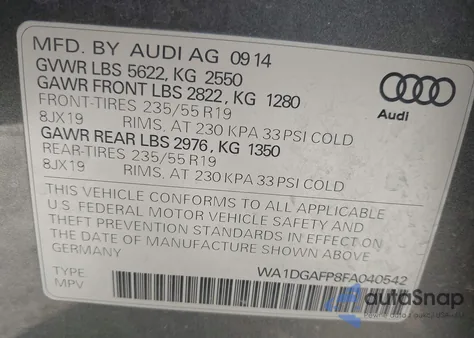 MFD. BY AUDI AG 09 14
GVWR LBS 5622, KG 2550
GAWR FRONT LBS 2822, KG 1280
FRONT-TIRES 235/55 R19
8JX19 RIMS, AT 230 KPA 33 PSI COLD
GAWR REAR LBS 2976, KG 1350
REAR-TIRES 235/55 R19
8JX19 RIMS, AT 230 KPA 33 PSI COLD
Audi
THIS VEHICLE CONFORMS TO ALL APPLICABLE
U.S. FEDERAL MOTOR VEHICLE SAFETY AND
THEFT PREVENTION STANDARDS IN EFFECT ON
THE DATE OF MANUFACTURE SHOWN ABOVE
GERMANY
TYPE WA1DGAFP8FA040542
MPV
autoSnap